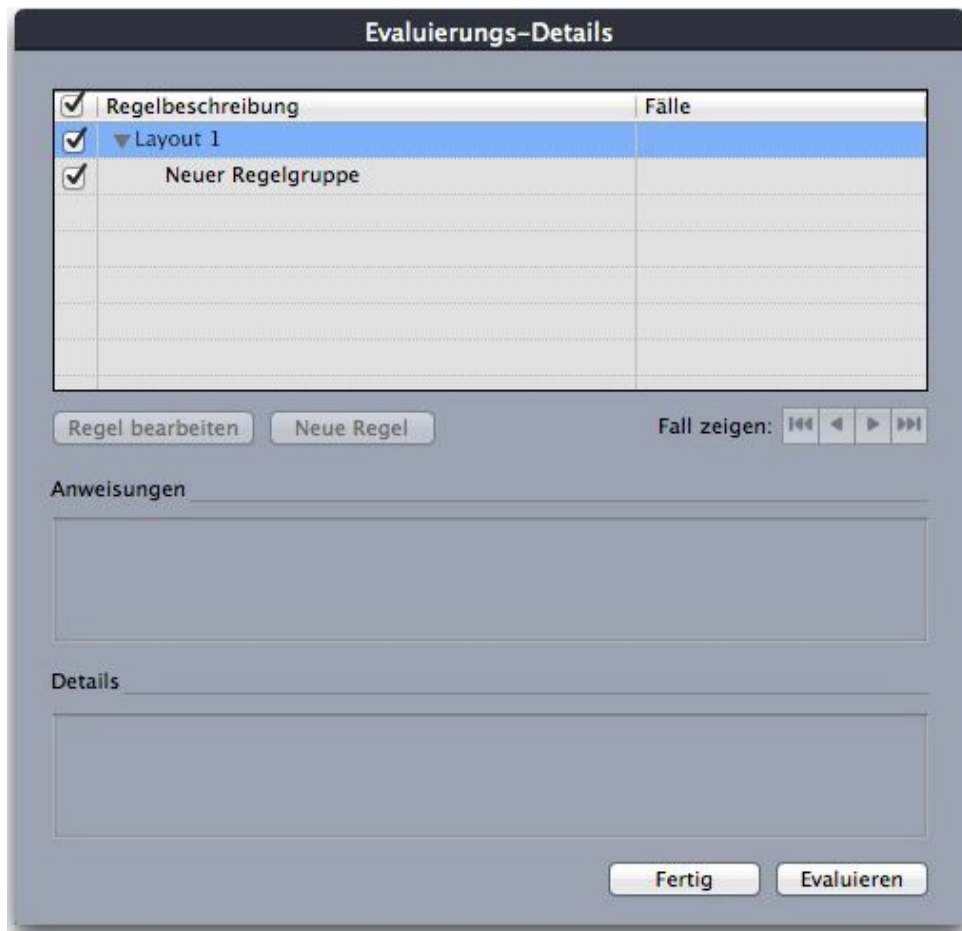 Evaluierungs-Details
Regelbeschreibung Fälle
Layout 1
Neuer Regelgruppe
Regel bearbeiten Neue Regel Fall zeigen:
Anweisungen
Details
Fertig Evaluieren